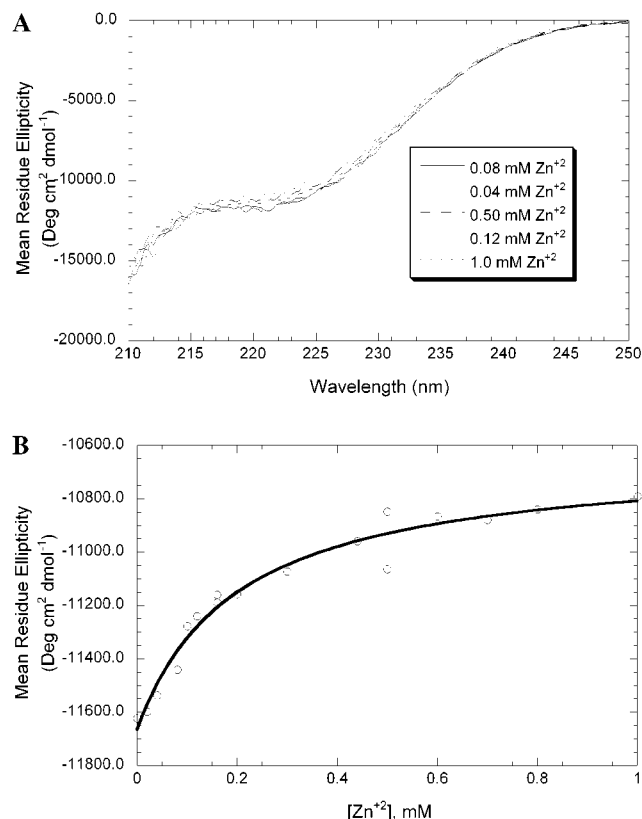 A
0.0
-5000.0
-10000.0
-15000.0
-20000.0
Mean Residue Ellipticity
(Deg cm² dmol⁻¹)
0.08 mM Zn⁺²
0.04 mM Zn⁺²
0.50 mM Zn⁺²
0.12 mM Zn⁺²
1.0 mM Zn⁺²
210 215 221 225 230 235 240 245 250
Wavelength (nm)
B
-10600.0
-10800.0
-11000.0
-11200.0
-11400.0
-11600.0
-11800.0
Mean Residue Ellipticity
(Deg cm² dmol⁻¹)
0 0.2 0.4 0.6 0.8 1
[Zn⁺²], mM